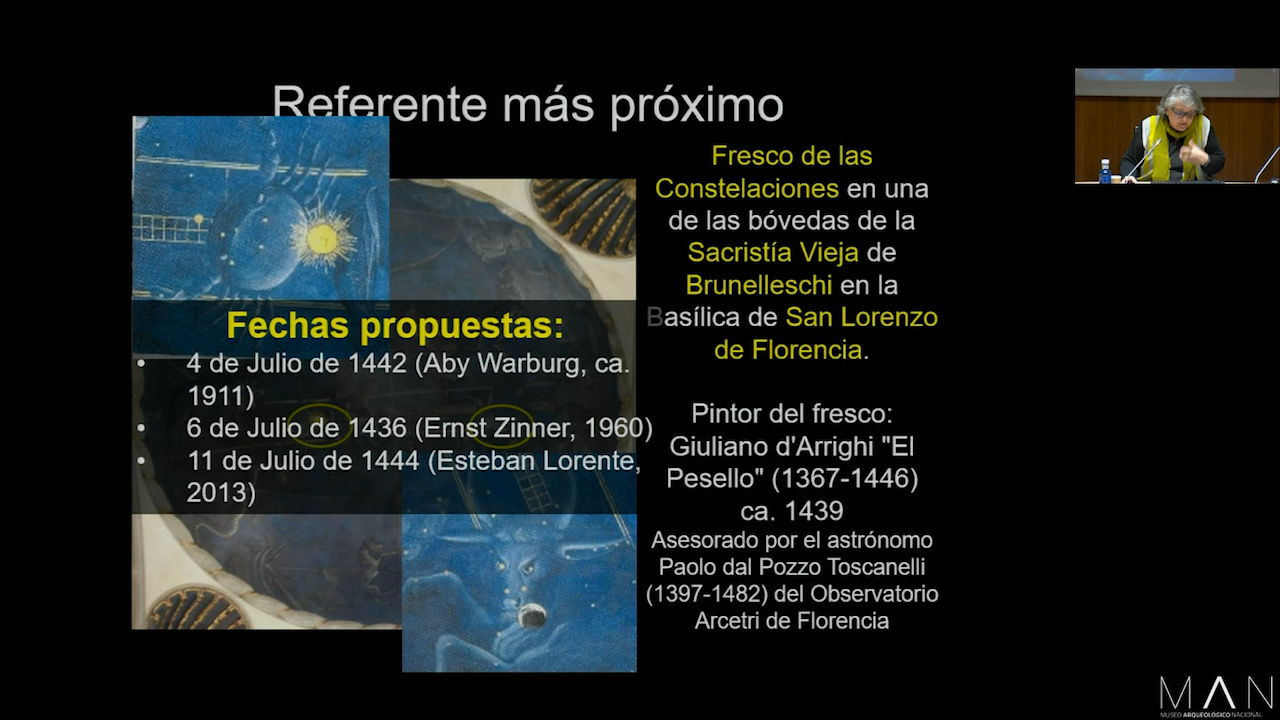 Referente más próximo
Fresco de las
Constelaciones en una
de las bóvedas de la
Sacristía Vieja de
Brunelleschi en la
Basílica de San Lorenzo
de Florencia.
Fechas propuestas:
• 4 de Julio de 1442 (Aby Warburg, ca.
1911)
• 6 de Julio de 1436 (Ernst Zinner, 1960)
• 11 de Julio de 1444 (Esteban Lorente,
2013)
Pintor del fresco:
Giuliano d'Arrighi "El
Pesello" (1367-1446)
ca. 1439
Asesorado por el astrónomo
Paolo dal Pozzo Toscanelli
(1397-1482) del Observatorio
Arcetri de Florencia
MAN
MUSEO ARQUEOLÓGICO NACIONAL